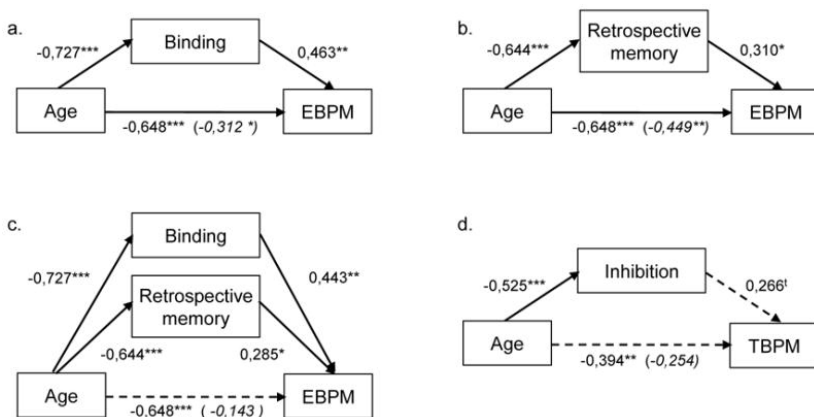 a.
-0,727***
Binding
0,463**
Age
EBPM
-0,648*** (-0,312 *)
b.
-0,644***
Retrospective
memory
0,310*
Age
EBPM
-0,648*** (-0,449**)
c.
Binding
-0,727***
0,443**
Retrospective
memory
-0,644***
0,285*
Age
EBPM
-0,648*** ( -0,143 )
d.
-0,525***
Inhibition
0,266ᵗ
Age
TBPM
-0,394** (-0,254)